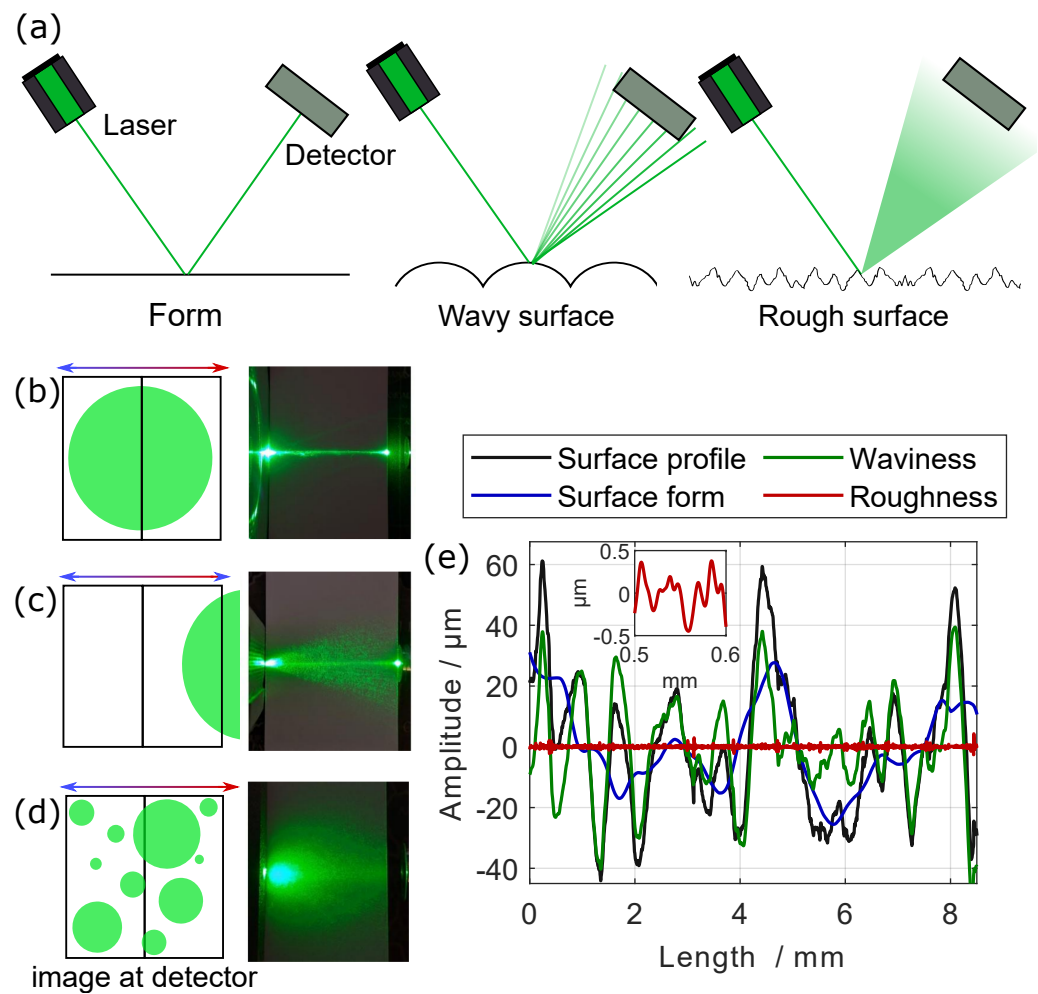 (a)
Laser
Detector
Form
Wavy surface
Rough surface
(b)
(c)
(d)
image at detector
Surface profile
Waviness
Surface form
Roughness
(e)
0.5
0
-0.5
µm
0.5
0.6
mm
60
40
20
0
-20
-40
Amplitude / µm
0
2
4
6
8
Length / mm